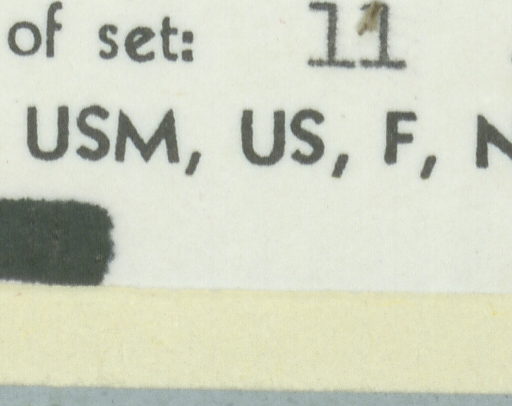 of set: 11
USM, US, F, N